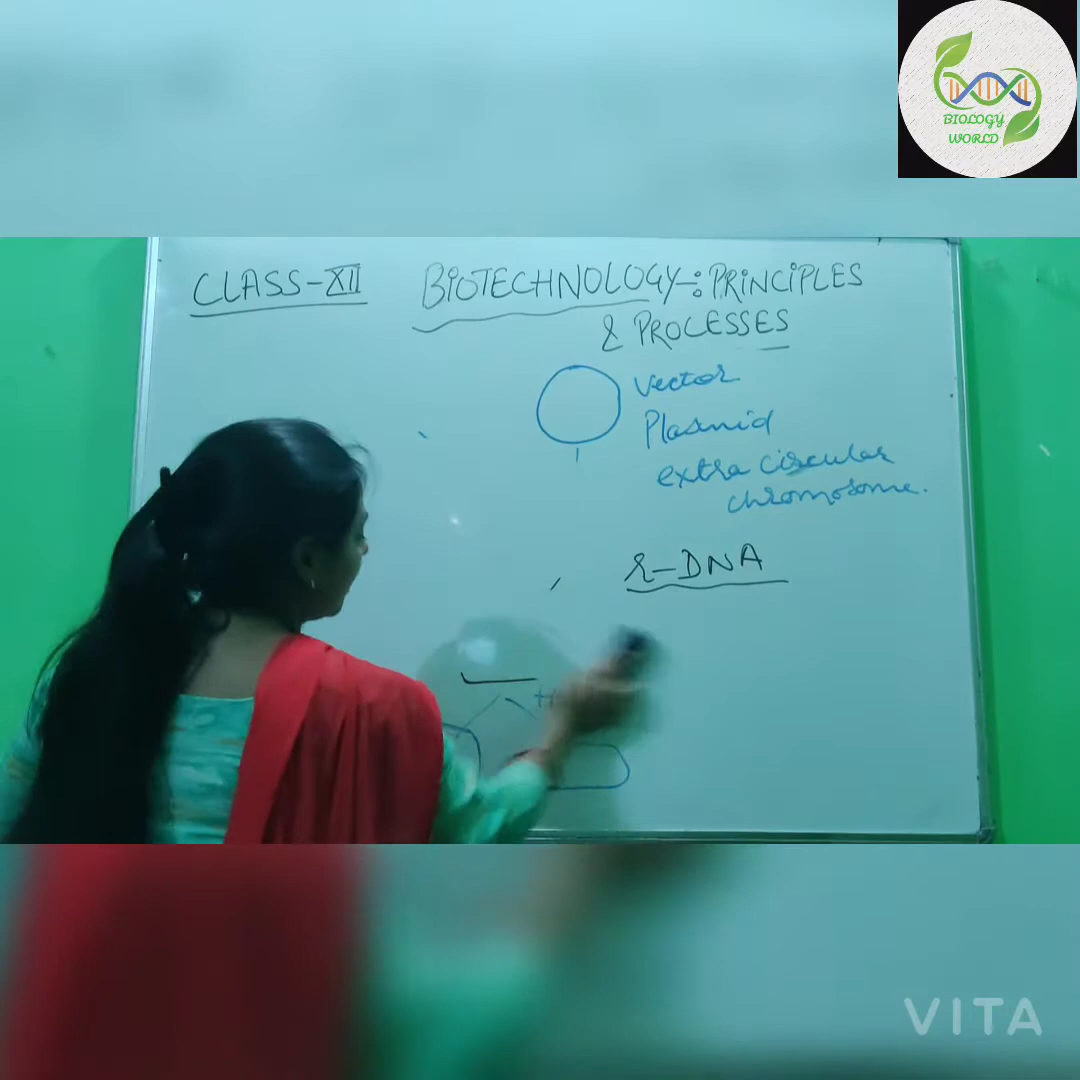 BIOLOGY
WORLD
CLASS-XII BIOTECHNOLOGY-: PRINCIPLES
& PROCESSES
Vector
Plasmid
extra circular
chromosome.
r-DNA
VITA